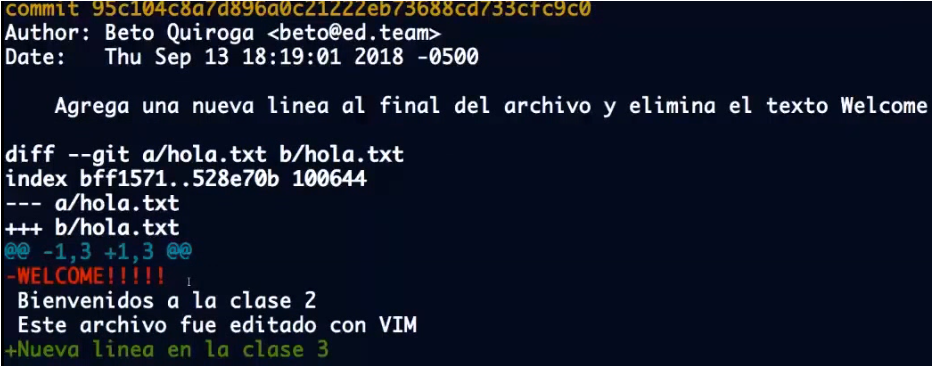 commit 95c104c8a7d896a0c21222eb73688cd733cfc9c0
Author: Beto Quiroga <beto@ed.team>
Date:   Thu Sep 13 18:19:01 2018 -0500
    Agrega una nueva linea al final del archivo y elimina el texto Welcome
diff --git a/hola.txt b/hola.txt
index bff1571..528e70b 100644
--- a/hola.txt
+++ b/hola.txt
@@ -1,3 +1,3 @@
-WELCOME!!!!!
 Bienvenidos a la clase 2
 Este archivo fue editado con VIM
+Nueva linea en la clase 3